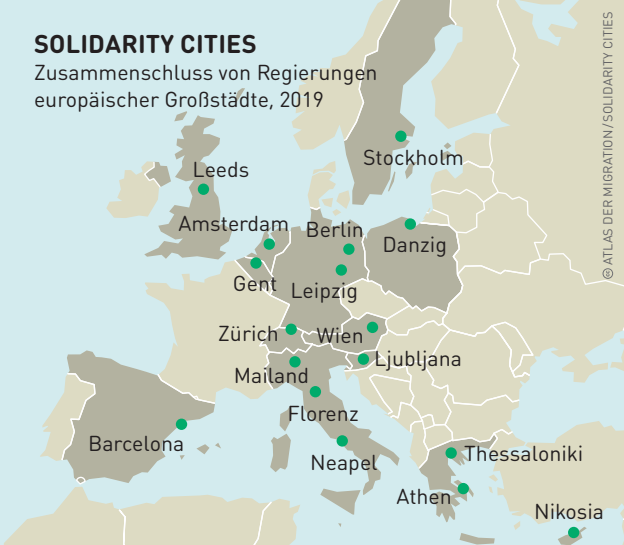 SOLIDARITY CITIES
Zusammenschluss von Regierungen
europäischer Großstädte, 2019
Stockholm
Leeds
Amsterdam
Berlin
Danzig
Gent
Leipzig
Zürich
Wien
Ljubljana
Mailand
Florenz
Barcelona
Neapel
Thessaloniki
Athen
Nikosia
🅭 ATLAS DER MIGRATION/SOLIDARITY CITIES